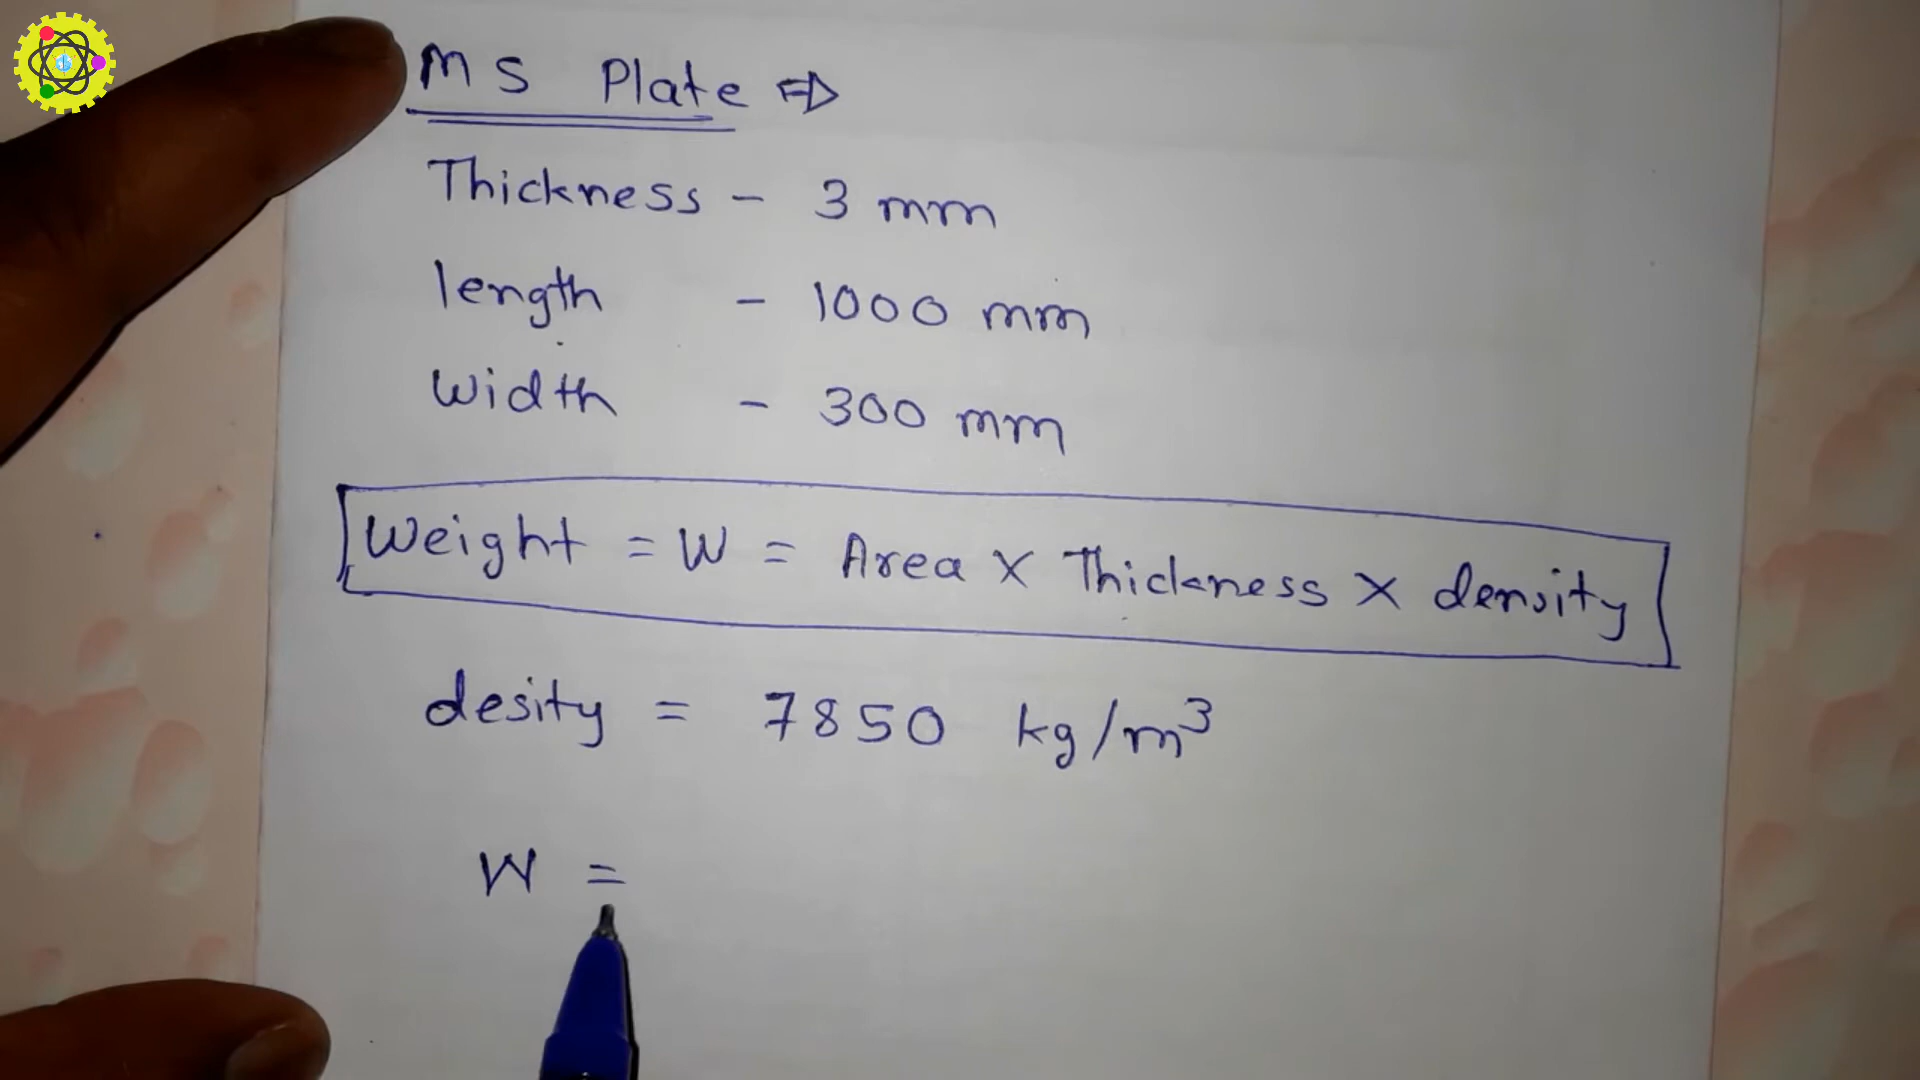 MS Plate ⇒
Thickness - 3 mm
length - 1000 mm
width - 300 mm
Weight = W = Area × Thickness × density
desity = 7850 kg/m³
W =